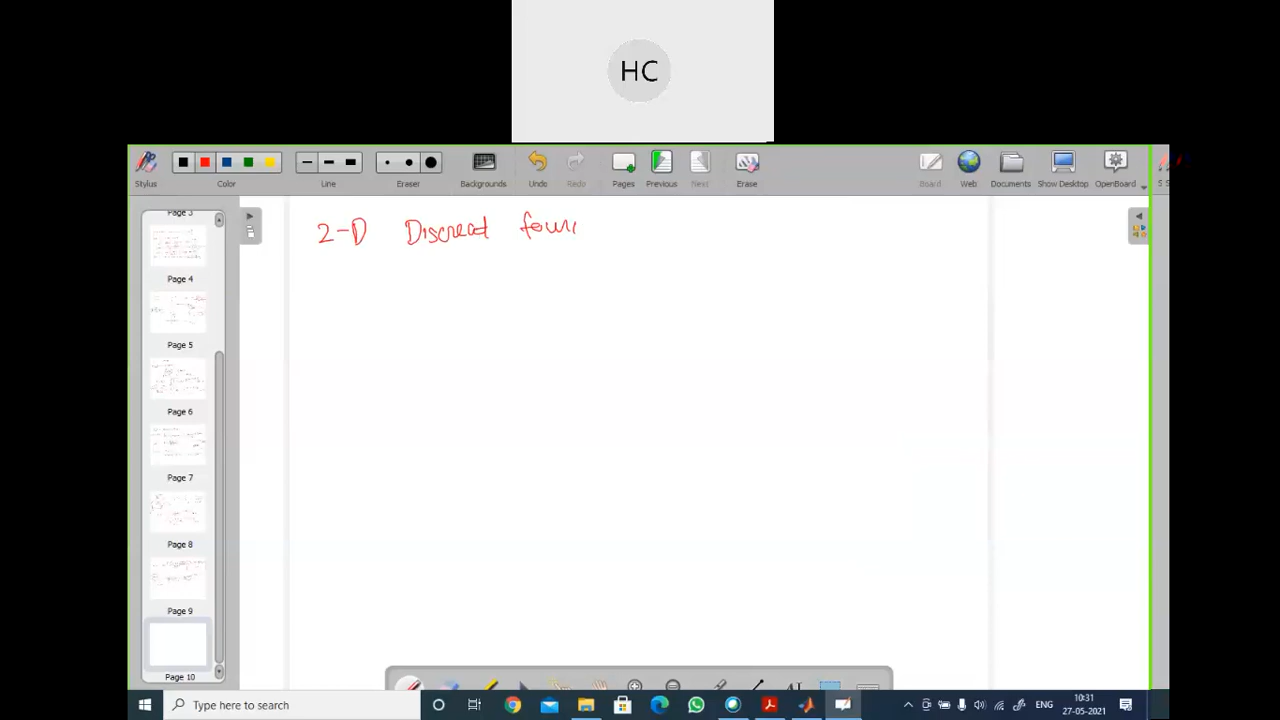 HC
Stylus
Color
Line
Eraser
Backgrounds
Undo
Redo
Pages
Previous
Next
Erase
Board
Web
Documents
Show Desktop
OpenBoard
2-D Discreat fouri
Page 3
Page 4
Page 5
Page 6
Page 7
Page 8
Page 9
Page 10
Type here to search
ENG
10:31
27-05-2021